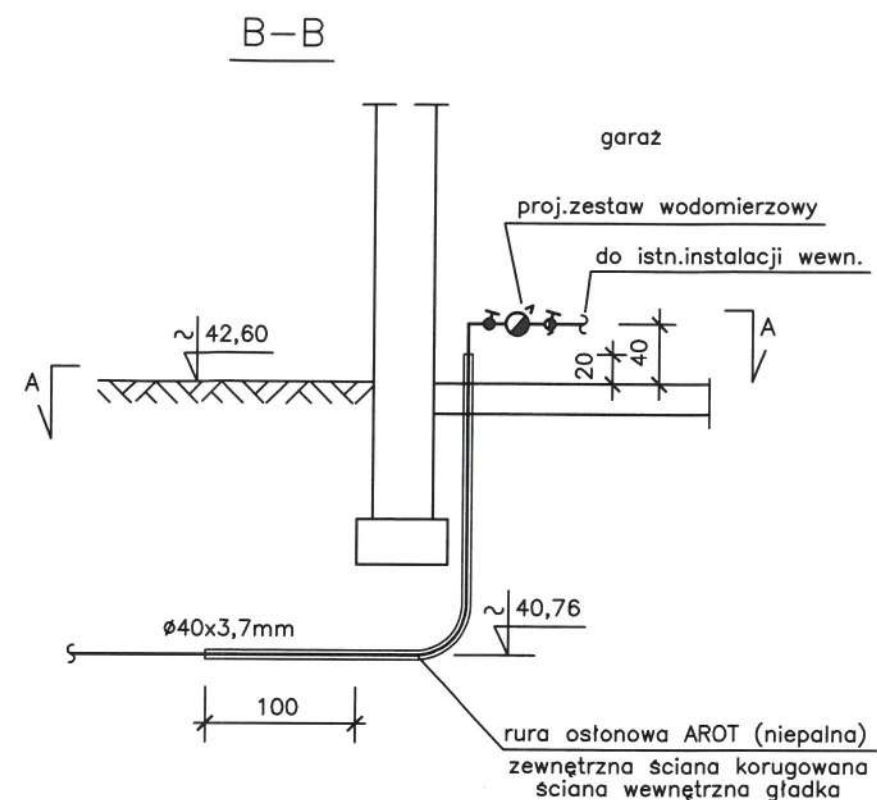 B-B
garaż
proj.zestaw wodomierzowy
do istn.instalacji wewn.
~ 42,60
A
A
20
40
~ 40,76
ø40x3,7mm
100
rura osłonowa AROT (niepalna)
zewnętrzna ściana korugowana
ściana wewnętrzna gładka